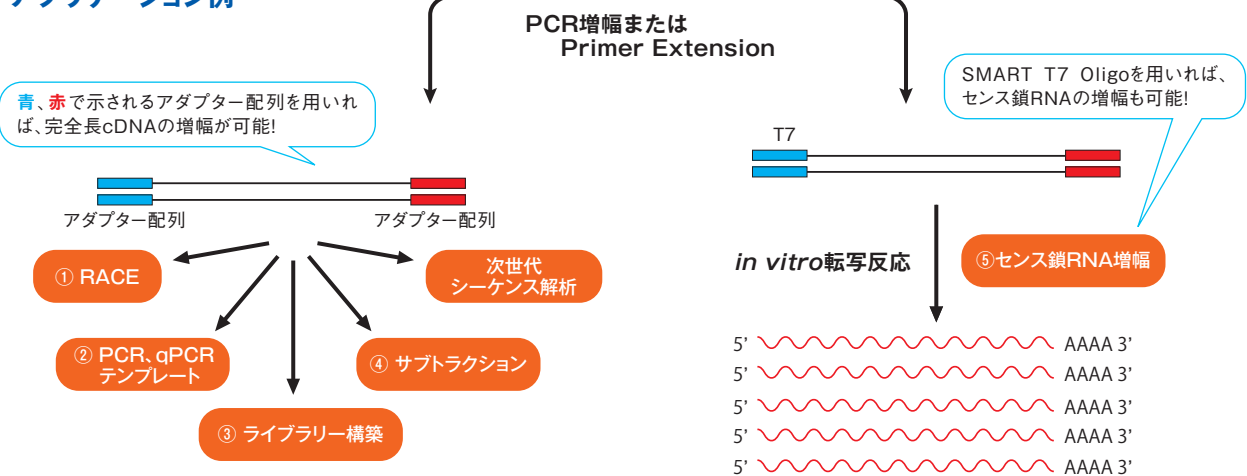 アプリケーション例
PCR増幅または
Primer Extension
青、赤で示されるアダプター配列を用いれ
ば、完全長cDNAの増幅が可能!
SMART T7 Oligoを用いれば、
センス鎖RNAの増幅も可能!
T7
アダプター配列
アダプター配列
① RACE
次世代
シーケンス解析
② PCR、qPCR
テンプレート
④ サブトラクション
③ ライブラリー構築
in vitro転写反応
⑤センス鎖RNA増幅
5' AAAA 3'
5' AAAA 3'
5' AAAA 3'
5' AAAA 3'
5' AAAA 3'